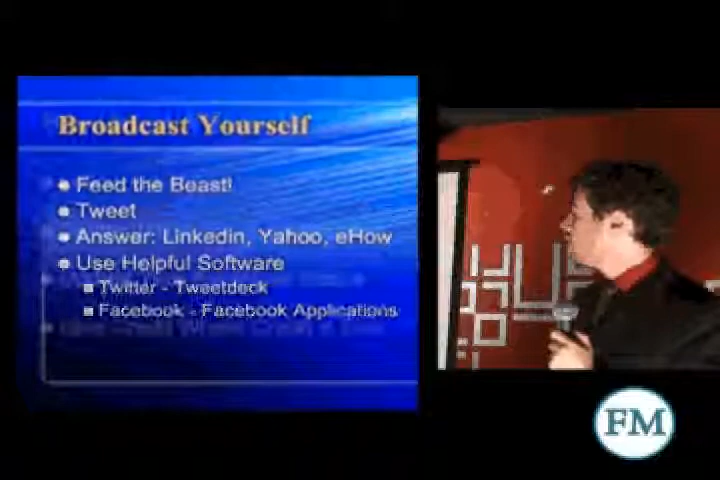 Broadcast Yourself
Feed the Beast!
Tweet
Answer: Linkedin, Yahoo, eHow
Use Helpful Software
Twitter - Tweetdeck
Facebook - Facebook Applications
FM